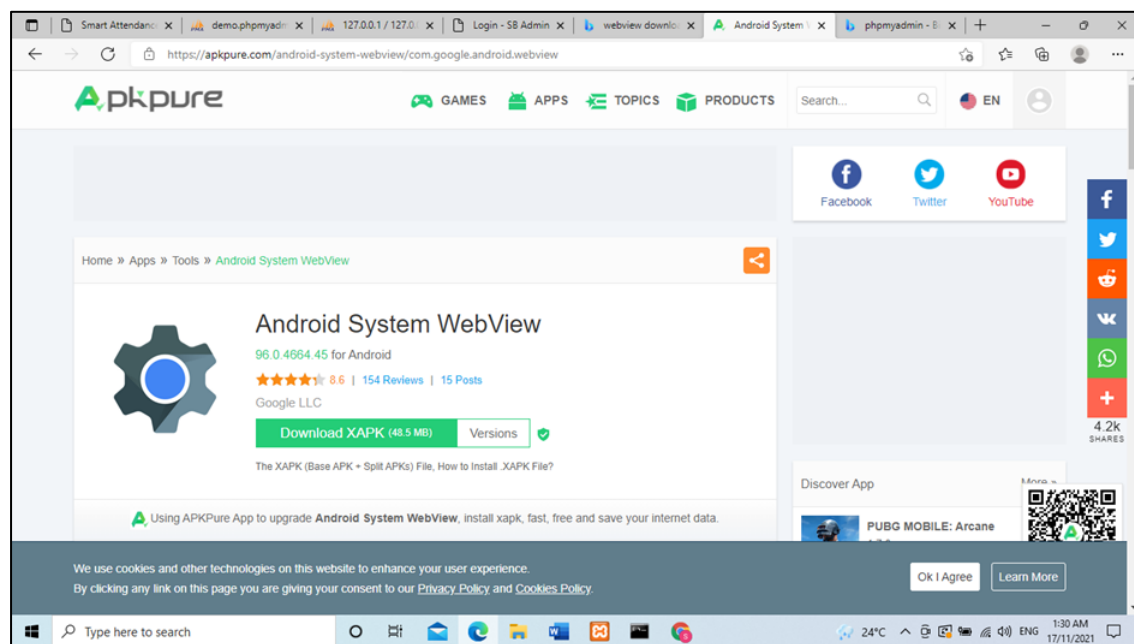 Smart Attendanc
demo.phpmyadm
127.0.0.1 / 127.0.
Login - SB Admin
webview downloa
Android System
phpmyadmin - B
https://apkpure.com/android-system-webview/com.google.android.webview
Apkpure
GAMES
APPS
TOPICS
PRODUCTS
Search...
EN
Facebook
Twitter
YouTube
Home » Apps » Tools » Android System WebView
Android System WebView
96.0.4664.45 for Android
8.6 | 154 Reviews | 15 Posts
Google LLC
Download XAPK (48.5 MB)
Versions
The XAPK (Base APK + Split APKs) File, How to Install .XAPK File?
4.2k
SHARES
Discover App
More »
Using APKPure App to upgrade Android System WebView, install xapk, fast, free and save your internet data.
PUBG MOBILE: Arcane
We use cookies and other technologies on this website to enhance your user experience.
By clicking any link on this page you are giving your consent to our Privacy Policy and Cookies Policy.
Ok I Agree
Learn More
Type here to search
24°C
ENG
1:30 AM
17/11/2021